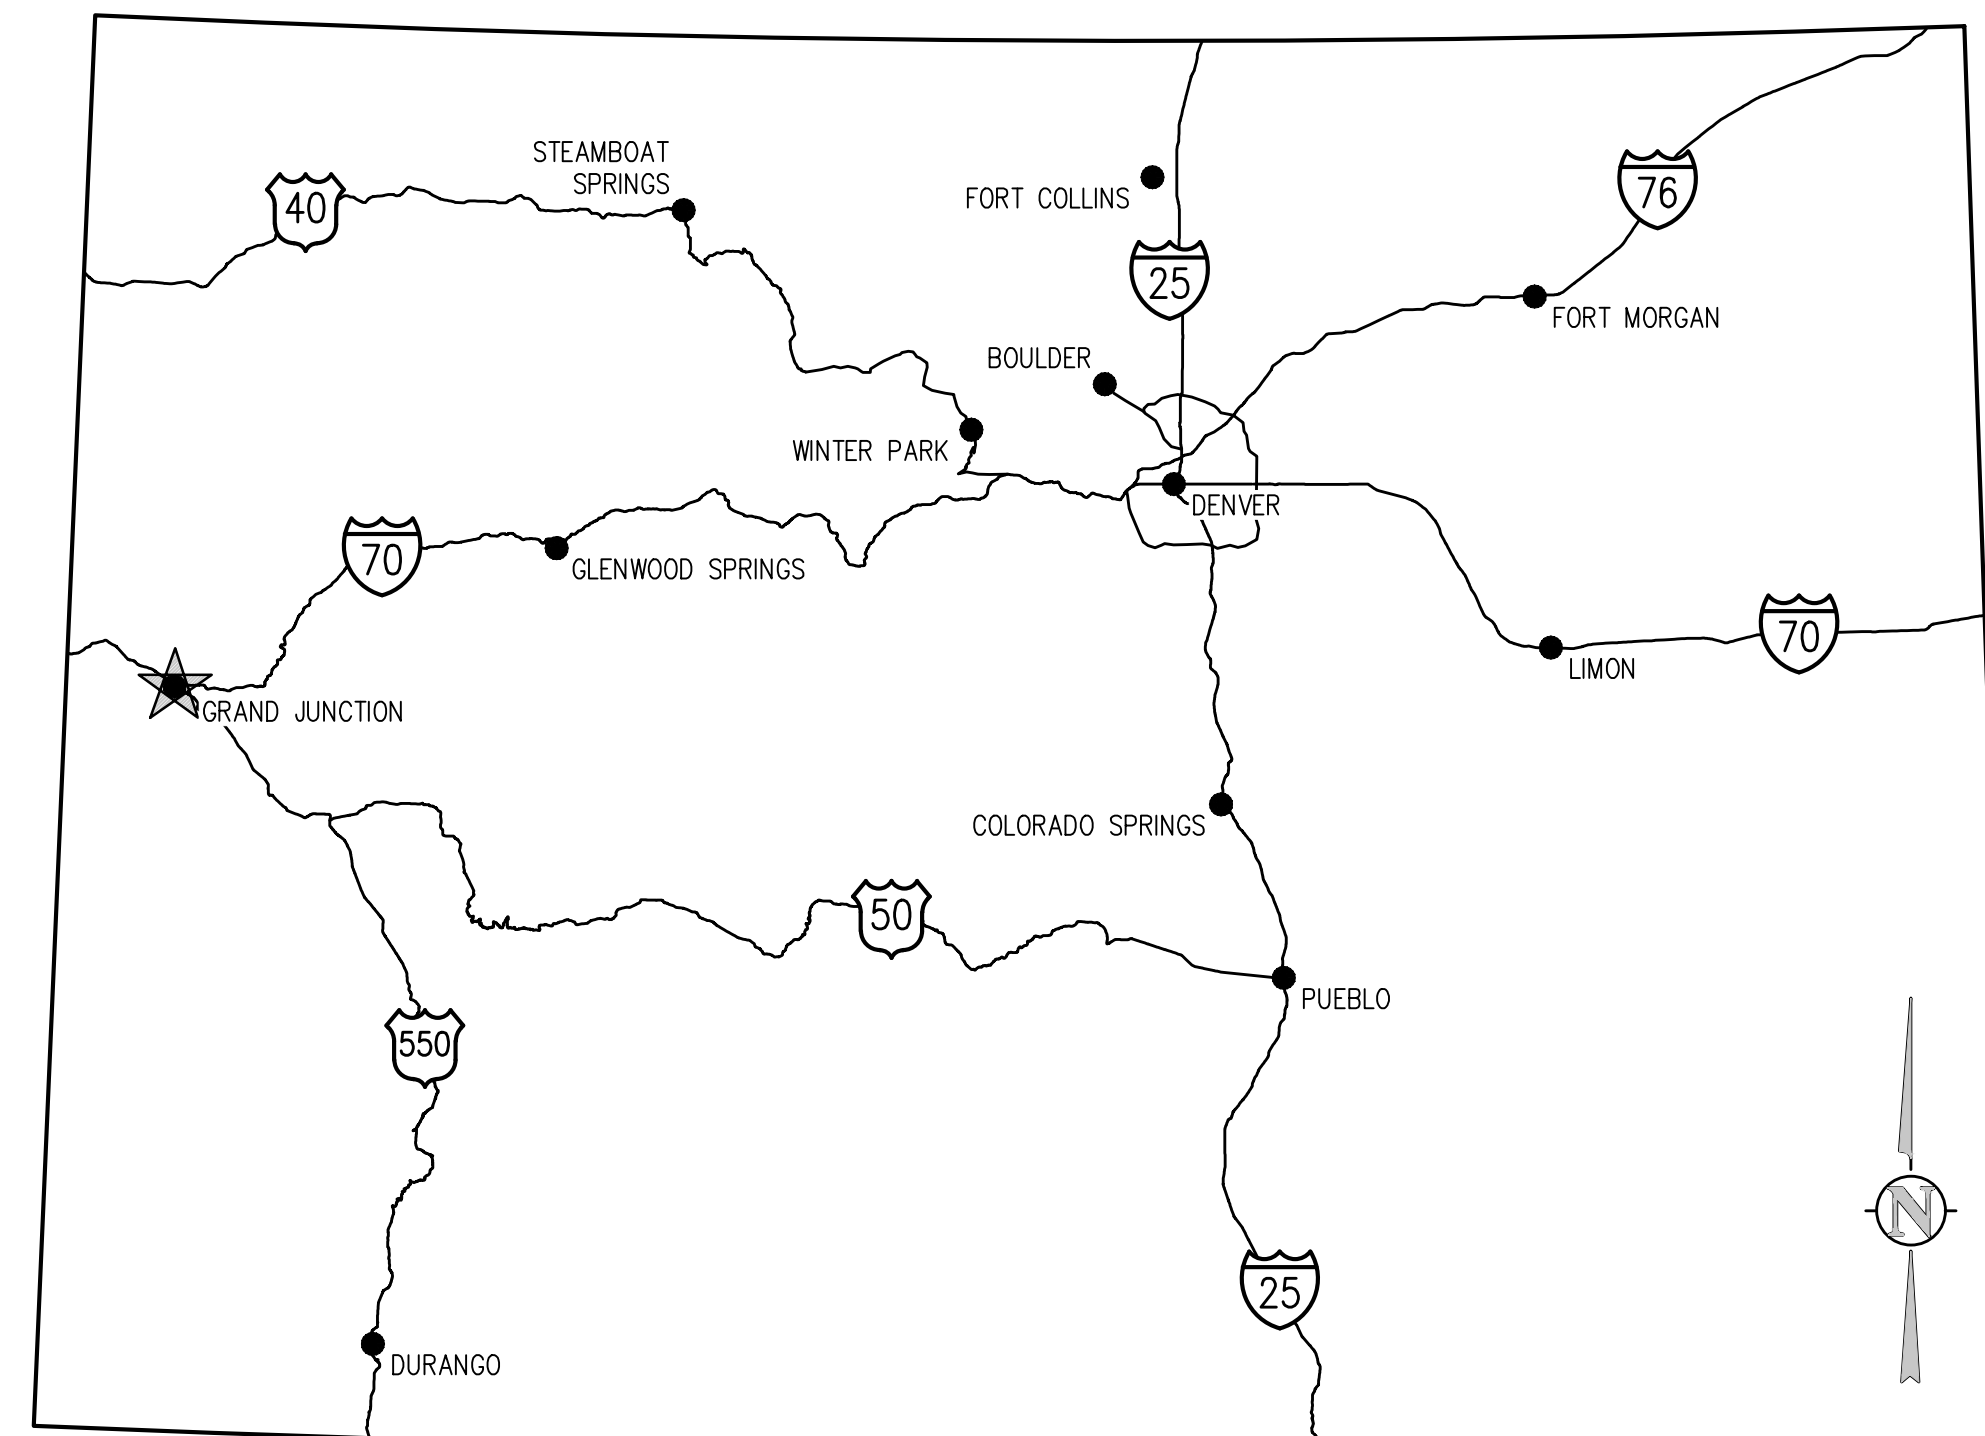 STEAMBOAT
SPRINGS
40
FORT COLLINS
76
25
FORT MORGAN
BOULDER
WINTER PARK
DENVER
70
GLENWOOD SPRINGS
70
LIMON
GRAND JUNCTION
COLORADO SPRINGS
50
PUEBLO
550
N
25
DURANGO